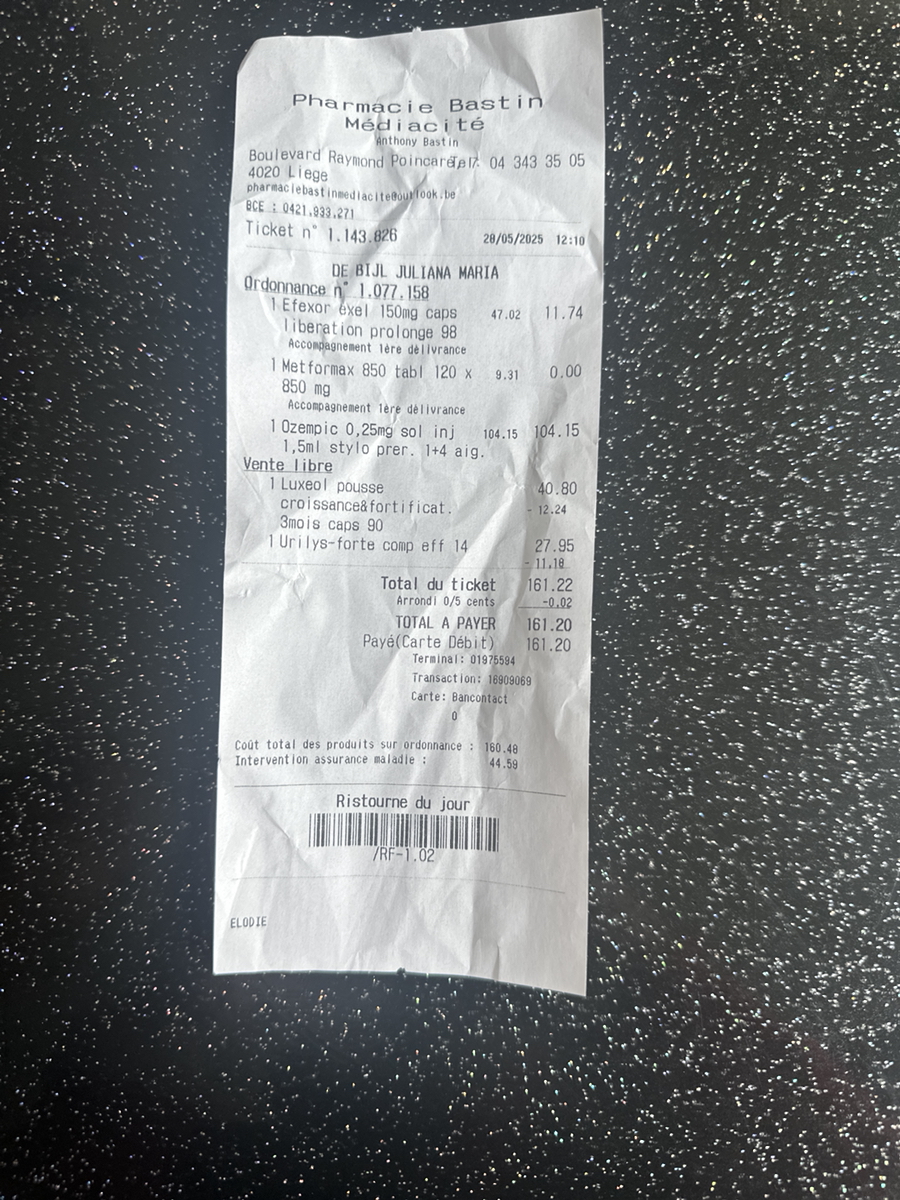 Pharmacie Bastin
Médiacité
Anthony Bastin
Boulevard Raymond Poincaré 04 343 35 05
4020 Liege
pharmaciebastinmediacite@outlook.be
BCE : 0421.933.271
Ticket n° 1.143.826 28/05/2025 12:10
DE BIJL JULIANA MARIA
Ordonnance n° 1.077.158
1 Efexor exel 150mg caps 47.02 11.74
liberation prolonge 98
Accompagnement 1ère délivrance
1 Metformax 850 tabl 120 x 9.31 0.00
850 mg
Accompagnement 1ère délivrance
1 Ozempic 0,25mg sol inj 104.15 104.15
1,5ml stylo prer. 1+4 aig.
Vente libre
1 Luxeol pousse 40.80
croissance&fortificat. - 12.24
3mois caps 90
1 Urilys-forte comp eff 14 27.95
- 11.18
Total du ticket 161.22
Arrondi 0/5 cents -0.02
TOTAL A PAYER 161.20
Payé(Carte Débit) 161.20
Terminal: 01975594
Transaction: 16909069
Carte: Bancontact
0
Coût total des produits sur ordonnance : 160.48
Intervention assurance maladie : 44.59
Ristourne du jour
/RF-1.02
ELODIE